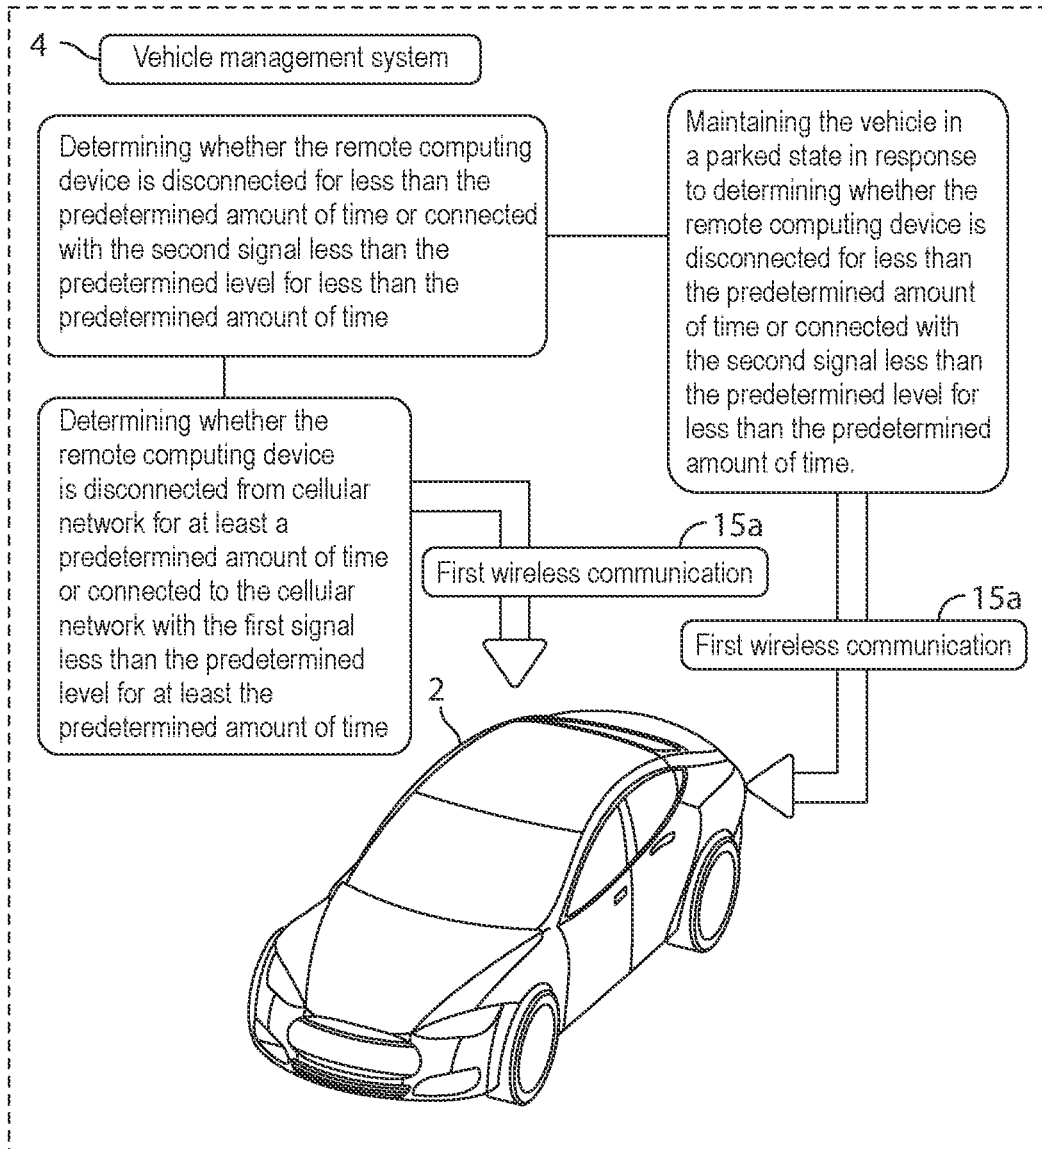 4
Vehicle management system
Determining whether the remote computing
device is disconnected for less than the
predetermined amount of time or connected
with the second signal less than the
predetermined level for less than the
predetermined amount of time
Maintaining the vehicle in
a parked state in response
to determining whether the
remote computing device is
disconnected for less than
the predetermined amount
of time or connected with
the second signal less than
the predetermined level for
less than the predetermined
amount of time.
Determining whether the
remote computing device
is disconnected from cellular
network for at least a
predetermined amount of time
or connected to the cellular
network with the first signal
less than the predetermined
level for at least the
predetermined amount of time
15a
First wireless communication
15a
First wireless communication
2